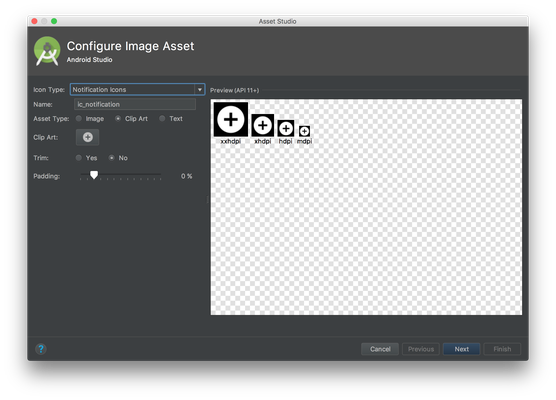 Asset Studio
Configure Image Asset
Android Studio
Icon Type: Notification Icons
Name: ic_notification
Asset Type: Image Clip Art Text
Clip Art:
Trim: Yes No
Padding: 0 %
Preview (API 11+)
xxhdpi xhdpi hdpi mdpi
? Cancel Previous Next Finish